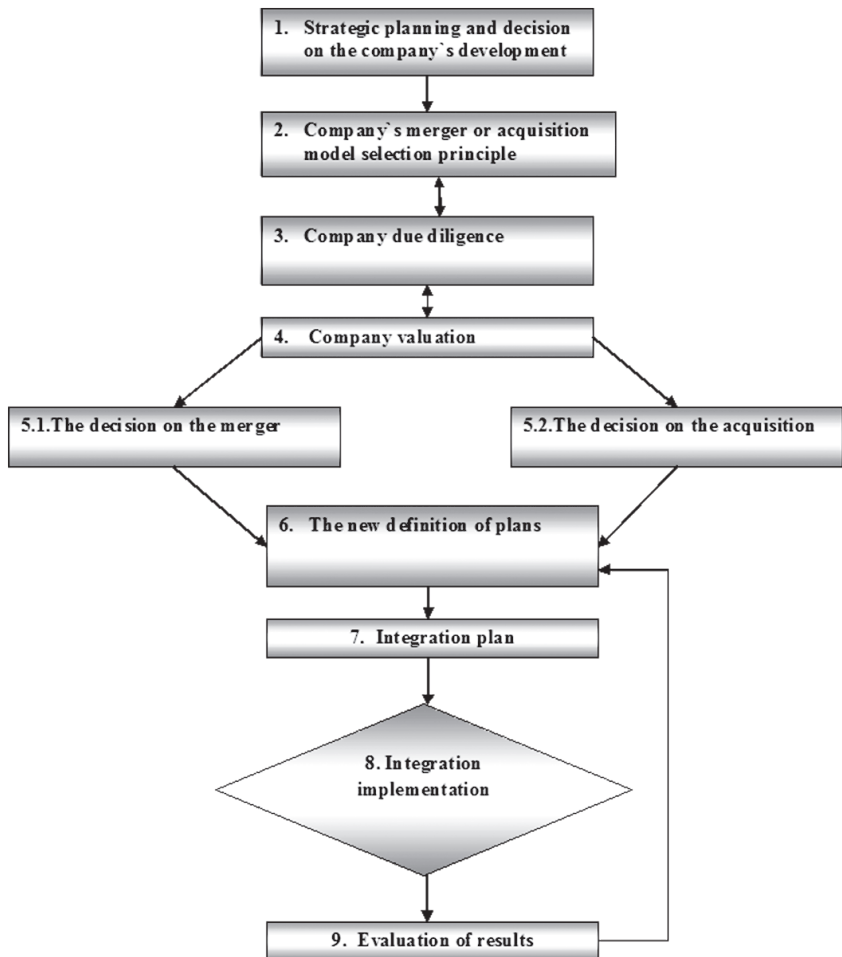 1. Strategic planning and decision
on the company`s development
2. Company`s merger or acquisition
model selection principle
3. Company due diligence
4. Company valuation
5.1.The decision on the merger
5.2.The decision on the acquisition
6. The new definition of plans
7. Integration plan
8. Integration
implementation
9. Evaluation of results